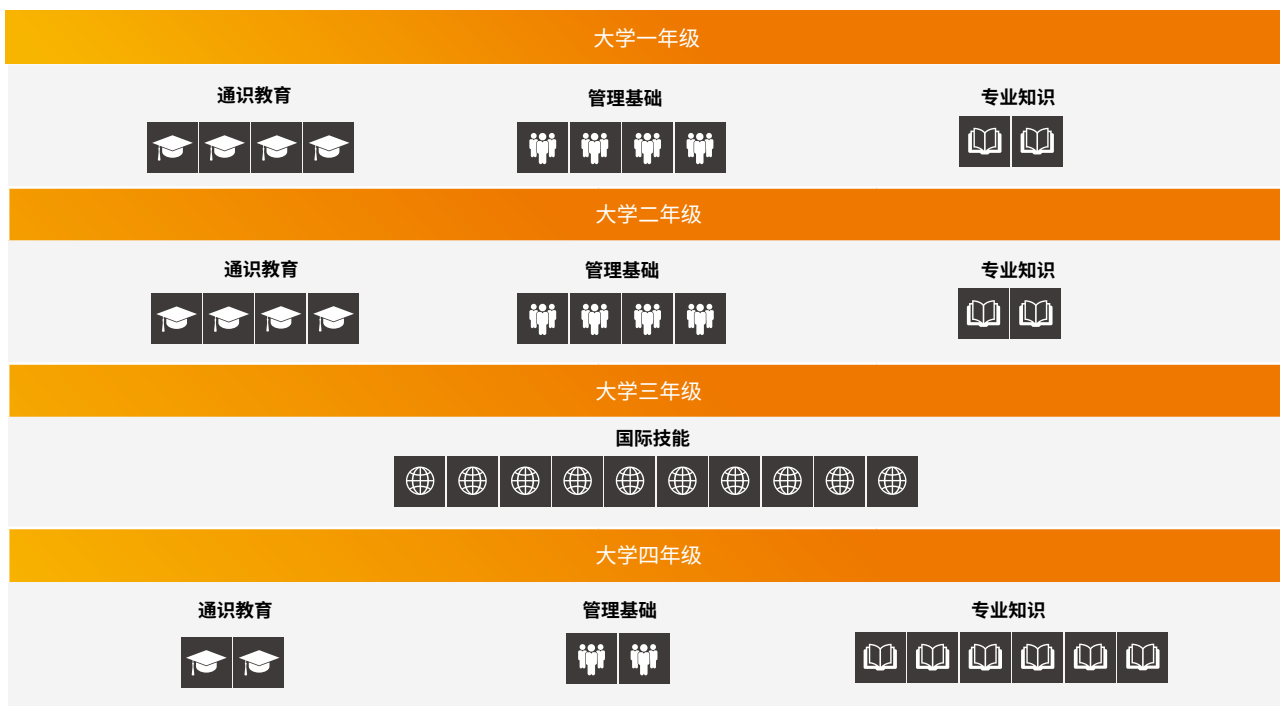 大学一年级
通识教育
管理基础
专业知识
大学二年级
通识教育
管理基础
专业知识
大学三年级
国际技能
大学四年级
通识教育
管理基础
专业知识